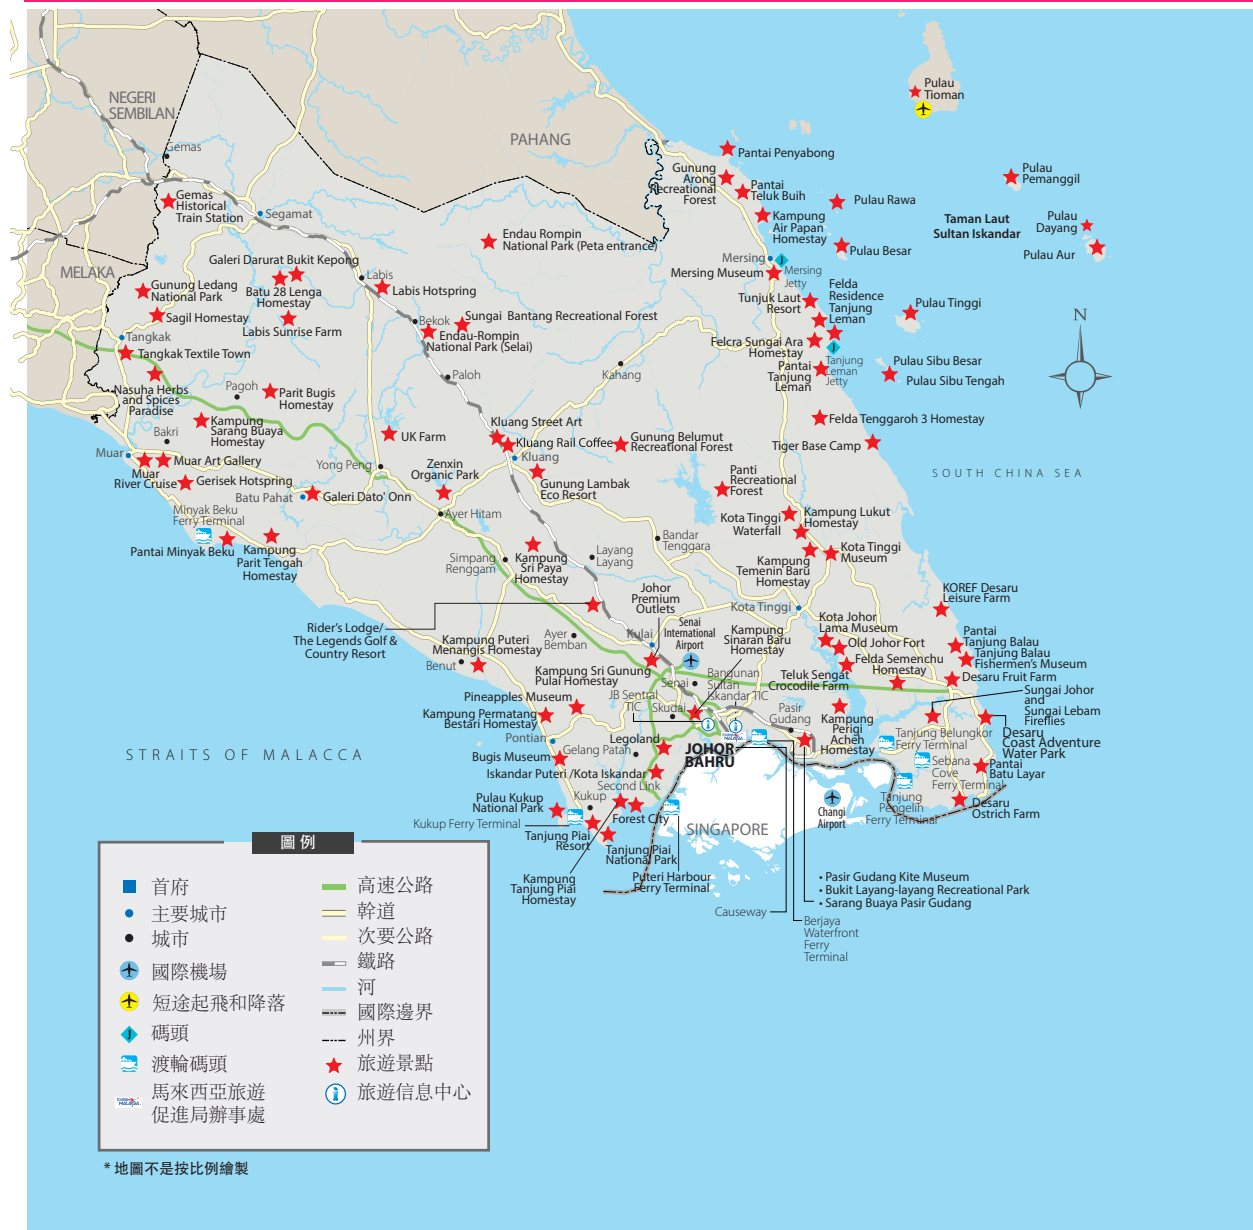 Pulau
Tioman
NEGERI
SEMBILAN
Gemas
PAHANG
Pantai Penyabong
Gunung
Arong
Recreational
Forest
Pantai
Teluk Buih
Pulau
Pemanggil
Gemas
Historical
Train Station
Segamat
Pulau Rawa
Kampung
Air Papan
Homestay
Taman Laut
Sultan Iskandar
Pulau
Dayang
Pulau Aur
Endau Rompin
National Park (Peta entrance)
Pulau Besar
MELAKA
Galeri Darurat Bukit Kepong
Mersing
J
Mersing Museum
Mersing
Jetty
Gunung Ledang
National Park
Batu 28 Lenga
Homestay
Labis
Labis Hotspring
Tunjuk Laut
Resort
Felda
Residence
Tanjung
Leman
Pulau Tinggi
Sagil Homestay
Labis Sunrise Farm
Bekok
Sungai Bantang Recreational Forest
Endau-Rompin
National Park (Selai)
N
Tangkak
Tangkak Textile Town
Felcra Sungai Ara
Homestay
J
Tanjung
Leman
Jetty
Pantai
Tanjung
Leman
Pulau Sibu Besar
Pulau Sibu Tengah
Kahang
Paloh
Nasuha Herbs
and Spices
Paradise
Pagoh
Parit Bugis
Homestay
Kampung
Sarang Buaya
Homestay
Bakri
UK Farm
Kluang Street Art
Kluang Rail Coffee
Kluang
Gunung Belumut
Recreational Forest
Felda Tenggaroh 3 Homestay
Tiger Base Camp
Muar
Muar Art Gallery
Muar
River Cruise
Gerisek Hotspring
Yong Peng
Zenxin
Organic Park
Gunung Lambak
Eco Resort
Panti
Recreational
Forest
SOUTH CHINA SEA
Batu Pahat
Galeri Dato' Onn
Minyak Beku
Ferry Terminal
Pantai Minyak Beku
Kampung
Parit Tengah
Homestay
Ayer Hitam
Kota Tinggi
Waterfall
Kampung Lukut
Homestay
Bandar
Tenggara
Simpang
Renggam
Kampung
Sri Paya
Homestay
Layang
Layang
Kampung
Temenin Baru
Homestay
Kota Tinggi
Museum
Johor
Premium
Outlets
KOREF Desaru
Leisure Farm
Rider's Lodge/
The Legends Golf &
Country Resort
Kota Tinggi
Kulai
Senai
International
Airport
Kampung
Sinaran Baru
Homestay
Kota Johor
Lama Museum
Old Johor Fort
Kampung Puteri
Menangis Homestay
Ayer
Bemban
Benut
Pantai
Tanjung Balau
Tanjung Balau
Fishermen's Museum
Felda Semenchu
Homestay
Desaru Fruit Farm
Kampung Sri Gunung
Pulai Homestay
Senai
Bangunan
Sultan
Iskandar TIC
Teluk Sengat
Crocodile Farm
Sungai Johor
and
Sungai Lebam
Fireflies
Pineapples Museum
JB Sentral
TIC
Skudai
Kampung Permatang
Bestari Homestay
Pasir
Gudang
Kampung
Perigi
Acheh
Homestay
Tanjung Belungkor
Ferry Terminal
Desaru
Coast Adventure
Water Park
STRAITS OF MALACCA
Pontian
Gelang Patah
Legoland
JOHOR
BAHRU
Bugis Museum
Iskandar Puteri /Kota Iskandar
Second Link
Sebana
Cove
Ferry Terminal
Pantai
Batu Layar
Pulau Kukup
National Park
Kukup
Forest City
Kukup Ferry Terminal
Tanjung Piai
Resort
Tanjung Piai
National Park
SINGAPORE
Changi
Airport
Tanjung
Pengelih
Ferry Terminal
Desaru
Ostrich Farm
Kampung
Tanjung Piai
Homestay
Puteri Harbour
Ferry Terminal
Causeway
• Pasir Gudang Kite Museum
• Bukit Layang-layang Recreational Park
• Sarang Buaya Pasir Gudang
Berjaya
Waterfront
Ferry
Terminal
圖例
首府
主要城市
城市
國際機場
短途起飛和降落
J
碼頭
渡輪碼頭
馬來西亞旅遊
促進局辦事處
高速公路
幹道
次要公路
鐵路
河
國際邊界
州界
旅遊景點
旅遊信息中心
* 地圖不是按比例繪製